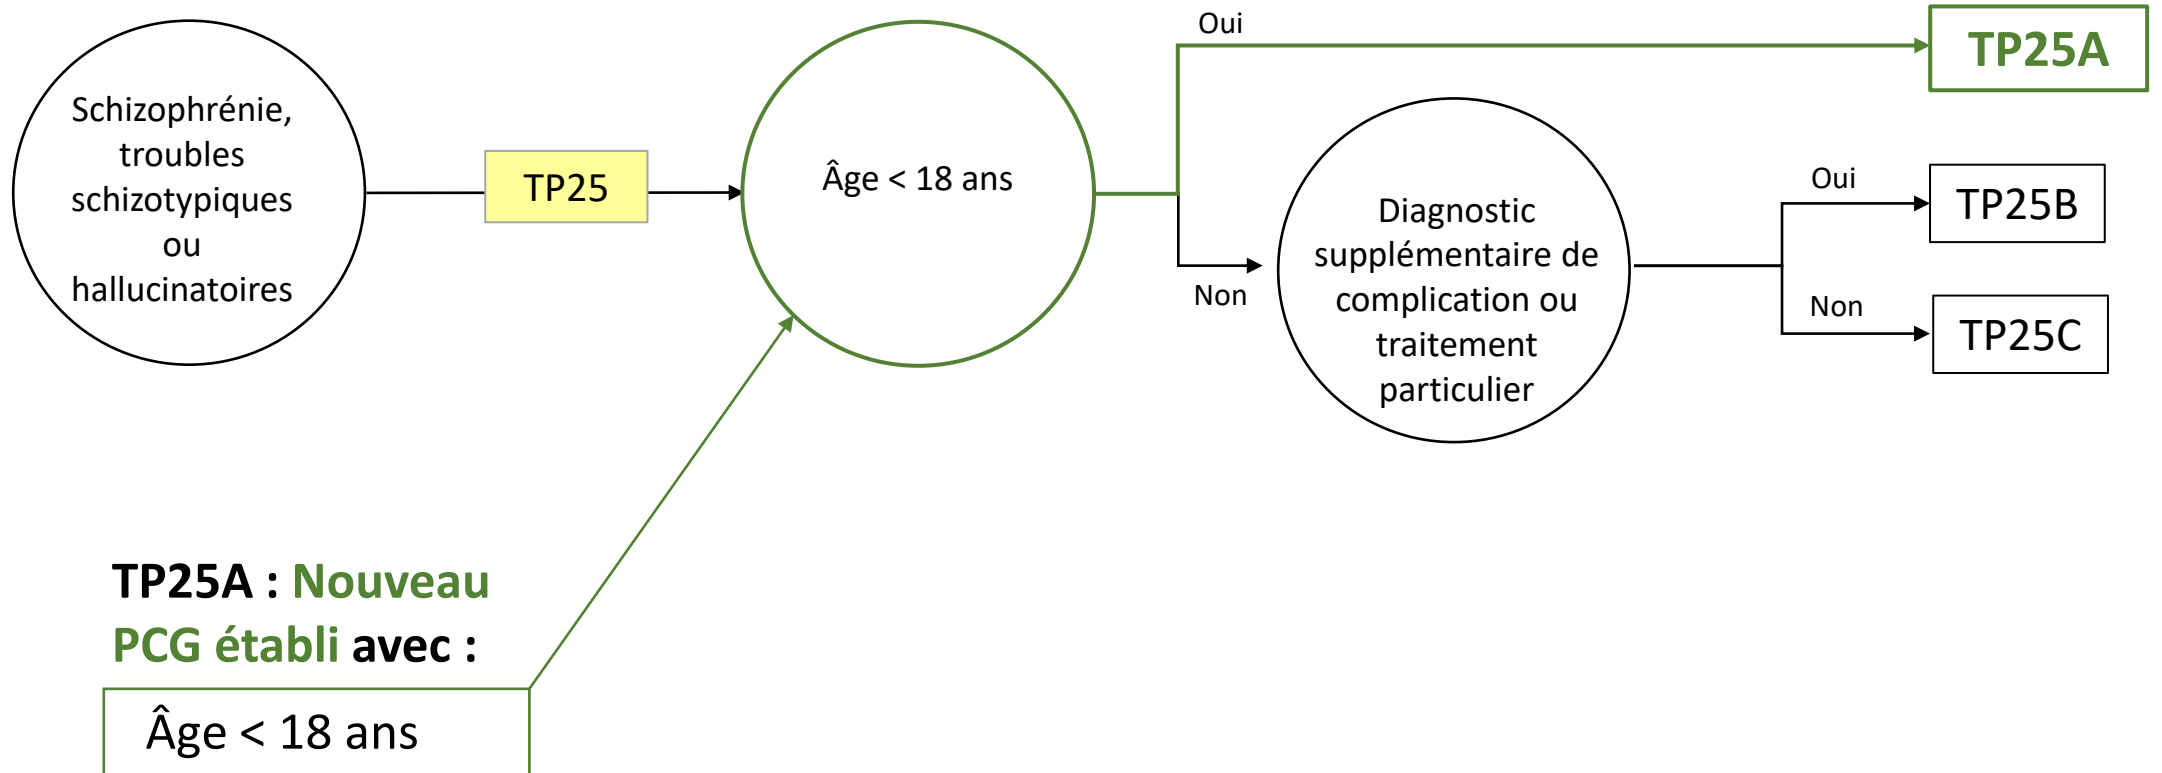 Schizophrénie,
troubles
schizotypiques
ou
hallucinatoires
TP25
Âge < 18 ans
Oui
TP25A
Non
Diagnostic
supplémentaire de
complication ou
traitement
particulier
Oui
TP25B
Non
TP25C
TP25A : Nouveau
PCG établi avec :
Âge < 18 ans